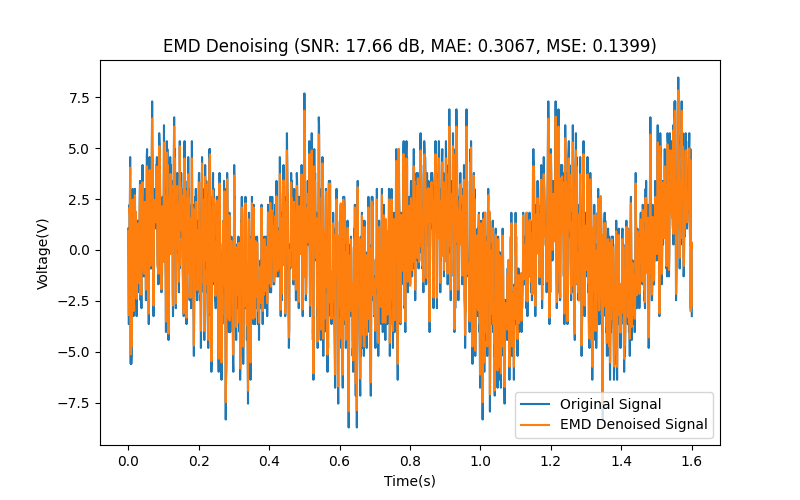 EMD Denoising (SNR: 17.66 dB, MAE: 0.3067, MSE: 0.1399)
7.5
5.0
2.5
0.0
−2.5
−5.0
−7.5
Voltage(V)
Original Signal
EMD Denoised Signal
0.0 0.2 0.4 0.6 0.8 1.0 1.2 1.4 1.6
Time(s)